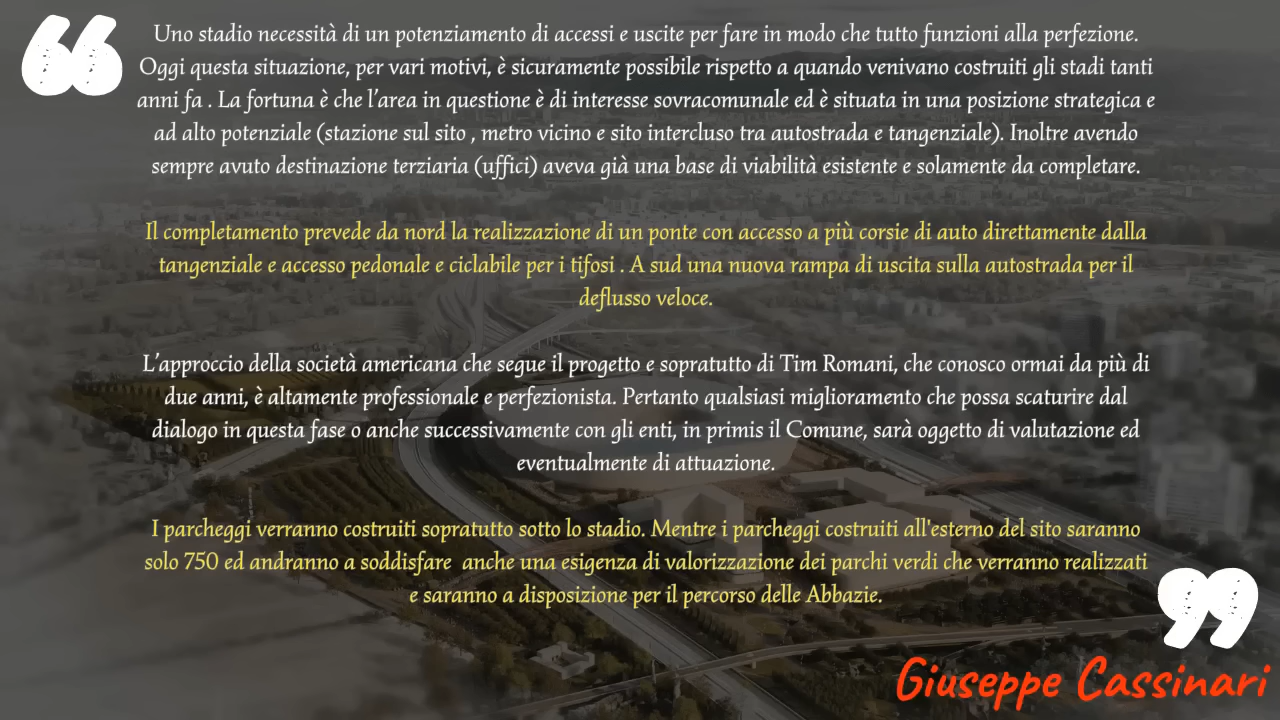 Uno stadio necessità di un potenziamento di accessi e uscite per fare in modo che tutto funzioni alla perfezione.
Oggi questa situazione, per vari motivi, è sicuramente possibile rispetto a quando venivano costruiti gli stadi tanti
anni fa . La fortuna è che l'area in questione è di interesse sovracomunale ed è situata in una posizione strategica e
ad alto potenziale (stazione sul sito , metro vicino e sito intercluso tra autostrada e tangenziale). Inoltre avendo
sempre avuto destinazione terziaria (uffici) aveva già una base di viabilità esistente e solamente da completare.
Il completamento prevede da nord la realizzazione di un ponte con accesso a più corsie di auto direttamente dalla
tangenziale e accesso pedonale e ciclabile per i tifosi . A sud una nuova rampa di uscita sulla autostrada per il
deflusso veloce.
L'approccio della società americana che segue il progetto e sopratutto di Tim Romani, che conosco ormai da più di
due anni, è altamente professionale e perfezionista. Pertanto qualsiasi miglioramento che possa scaturire dal
dialogo in questa fase o anche successivamente con gli enti, in primis il Comune, sarà oggetto di valutazione ed
eventualmente di attuazione.
I parcheggi verranno costruiti sopratutto sotto lo stadio. Mentre i parcheggi costruiti all'esterno del sito saranno
solo 750 ed andranno a soddisfare  anche una esigenza di valorizzazione dei parchi verdi che verranno realizzati
e saranno a disposizione per il percorso delle Abbazie.
Giuseppe Cassinari